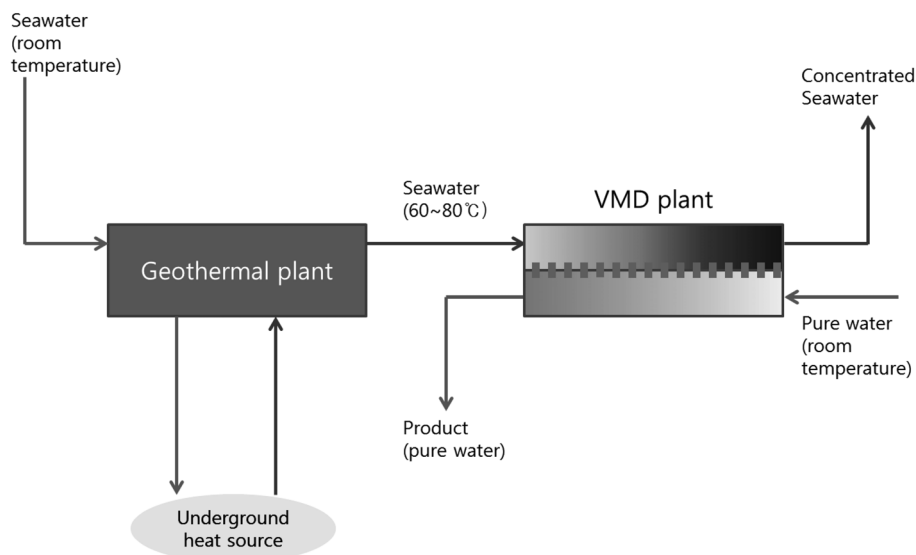 Seawater
(room
temperature)
Concentrated
Seawater
Seawater
(60~80℃)
VMD plant
Geothermal plant
Pure water
(room
temperature)
Product
(pure water)
Underground
heat source